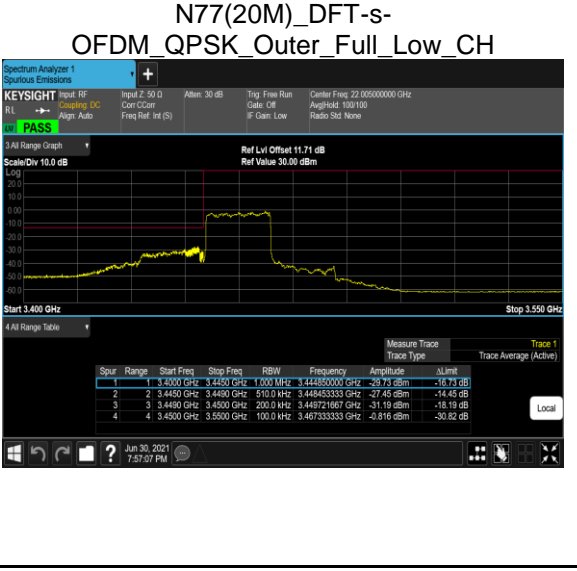 N77(20M)_DFT-s-
OFDM_QPSK_Outer_Full_Low_CH
Spectrum Analyzer 1
Spurious Emissions
+
KEYSIGHT Input: RF Input Z: 50 Ω Atten: 30 dB Trig: Free Run Center Freq: 22.005000000 GHz
RL Coupling: DC Corr CCorr Gate: Off Avg|Hold: 100/100
Align: Auto Freq Ref: Int (S) IF Gain: Low Radio Std: None
LM PASS
3 All Range Graph
Ref Lvl Offset 11.71 dB
Scale/Div 10.0 dB Ref Value 30.00 dBm
Log
20.0
10.0
0.00
-10.0
-20.0
-30.0
-40.0
-50.0
-60.0
Start 3.400 GHz Stop 3.550 GHz
4 All Range Table
Measure Trace Trace 1
Trace Type Trace Average (Active)
Spur Range Start Freq Stop Freq RBW Frequency Amplitude ΔLimit
1 1 3.4000 GHz 3.4450 GHz 1.000 MHz 3.444850000 GHz -29.73 dBm -16.73 dB
2 2 3.4450 GHz 3.4490 GHz 510.0 kHz 3.448453333 GHz -27.45 dBm -14.45 dB
3 3 3.4490 GHz 3.4500 GHz 200.0 kHz 3.449721667 GHz -31.19 dBm -18.19 dB
4 4 3.4500 GHz 3.5500 GHz 100.0 kHz 3.467333333 GHz -0.816 dBm -30.82 dB
Local
? Jun 30, 2021
7:57:07 PM